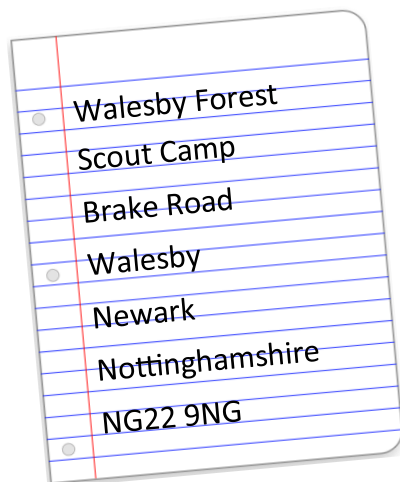 Walesby Forest
Scout Camp
Brake Road
Walesby
Newark
Nottinghamshire
NG22 9NG